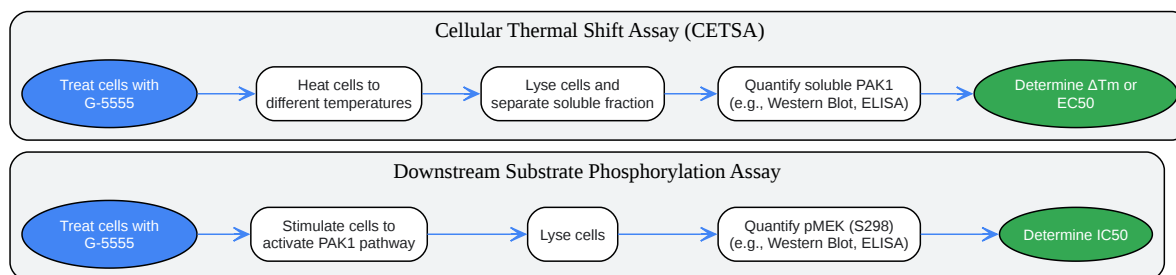 Cellular Thermal Shift Assay (CETSA)
Treat cells with
G-5555
Heat cells to
different temperatures
Lyse cells and
separate soluble fraction
Quantify soluble PAK1
(e.g., Western Blot, ELISA)
Determine ΔTm or
EC50
Downstream Substrate Phosphorylation Assay
Treat cells with
G-5555
Stimulate cells to
activate PAK1 pathway
Lyse cells
Quantify pMEK (S298)
(e.g., Western Blot, ELISA)
Determine IC50